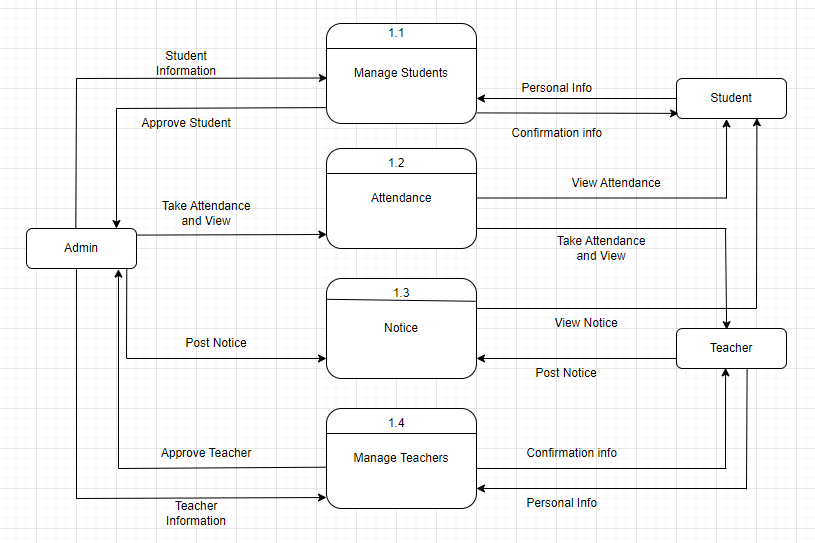 1.1
Student
Information
Manage Students
Personal Info
Student
Approve Student
Confirmation info
1.2
View Attendance
Attendance
Take Attendance
and View
Admin
Take Attendance
and View
1.3
Notice
View Notice
Post Notice
Teacher
Post Notice
1.4
Approve Teacher
Manage Teachers
Confirmation info
Teacher
Information
Personal Info